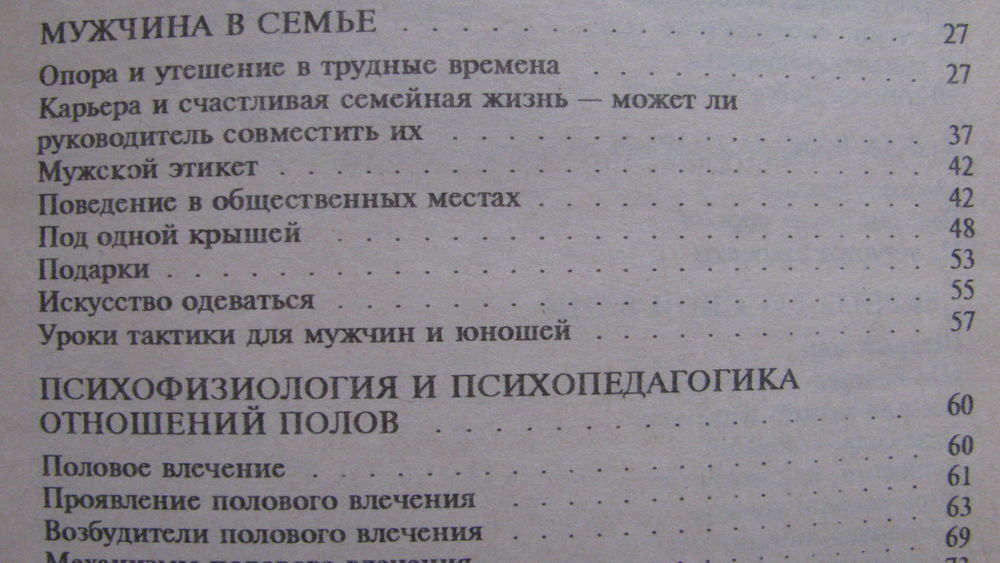 МУЖЧИНА В СЕМЬЕ . . . . . . . . . . . . . . . . 27
Опора и утешение в трудные времена . . . . . . . . . . . 27
Карьера и счастливая семейная жизнь — может ли
руководитель совместить их . . . . . . . . . . . . . . . 37
Мужской этикет . . . . . . . . . . . . . . . . . . . . 42
Поведение в общественных местах . . . . . . . . . . . . 42
Под одной крышей . . . . . . . . . . . . . . . . . . . 48
Подарки . . . . . . . . . . . . . . . . . . . . . . . 53
Искусство одеваться . . . . . . . . . . . . . . . . . . 55
Уроки тактики для мужчин и юношей . . . . . . . . . . . 57
ПСИХОФИЗИОЛОГИЯ И ПСИХОПЕДАГОГИКА
ОТНОШЕНИЙ ПОЛОВ . . . . . . . . . . . . . . . . 60
Половое влечение . . . . . . . . . . . . . . . . . . . 60
Проявление полового влечения . . . . . . . . . . . . . 61
Возбудители полового влечения . . . . . . . . . . . . . 63
Механизмы полового влечения . . . . . . . . . . . . . . 69